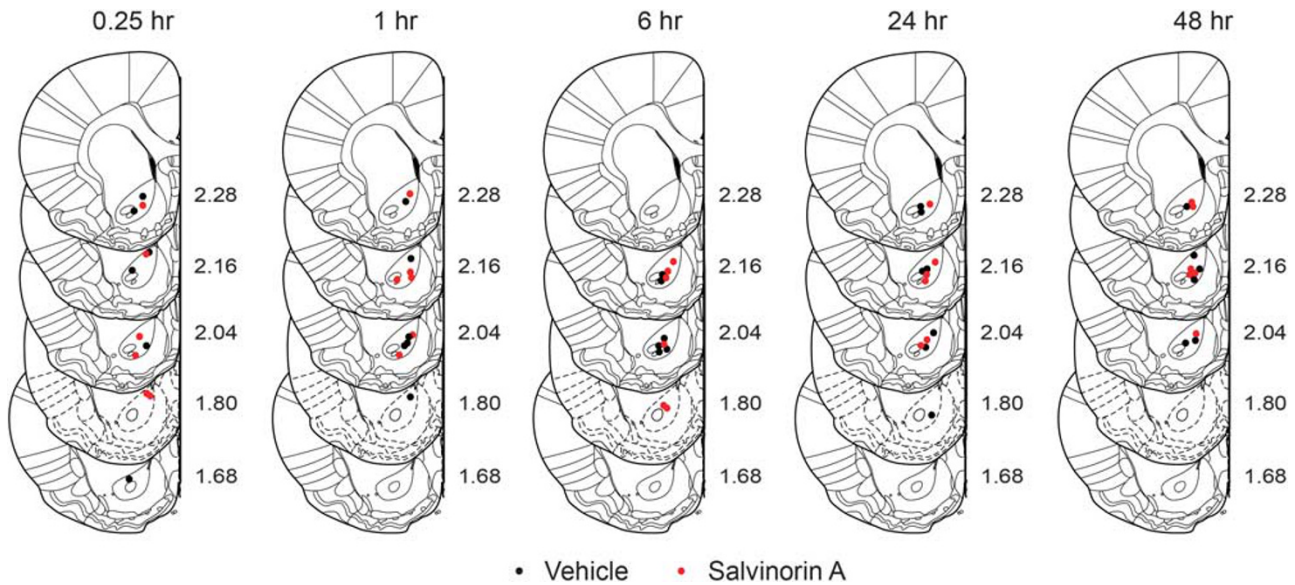 0.25 hr 1 hr 6 hr 24 hr 48 hr
2.28 2.28 2.28 2.28 2.28
2.16 2.16 2.16 2.16 2.16
2.04 2.04 2.04 2.04 2.04
1.80 1.80 1.80 1.80 1.80
1.68 1.68 1.68 1.68 1.68
Vehicle Salvinorin A